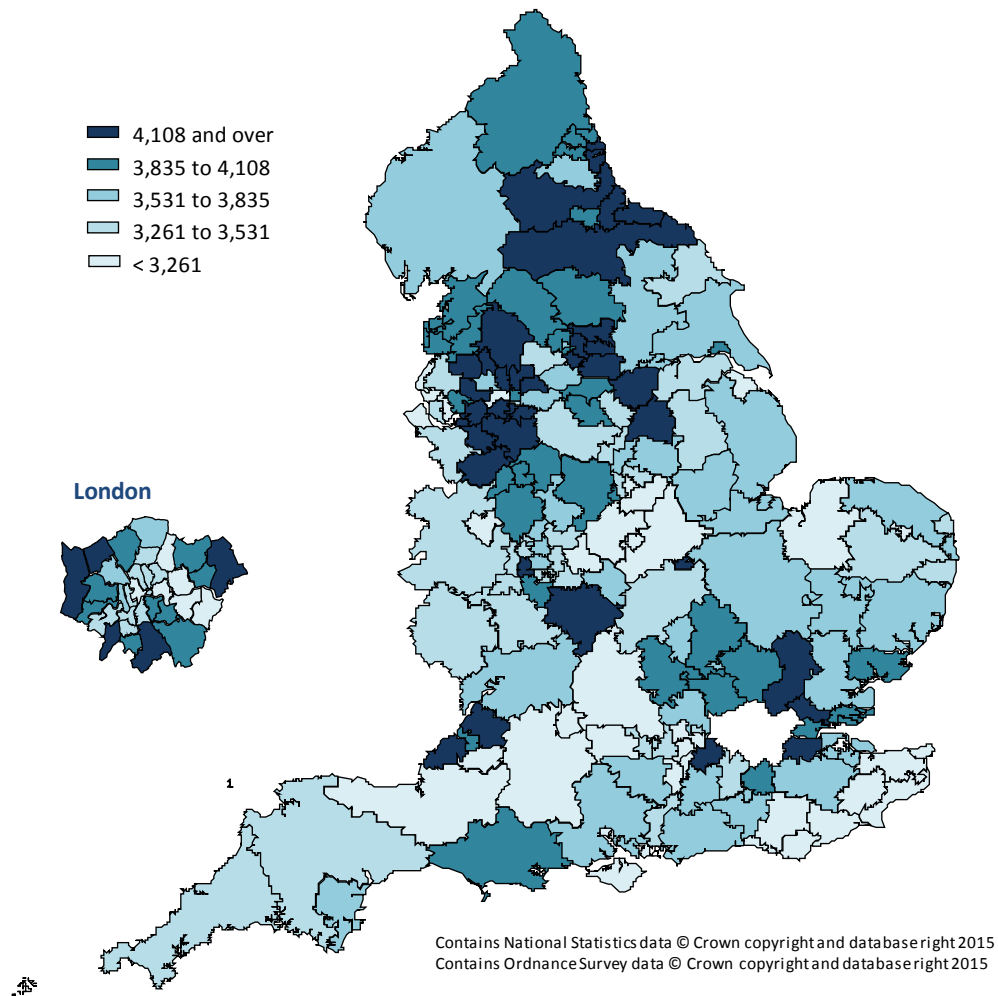 4,108 and over
3,835 to 4,108
3,531 to 3,835
3,261 to 3,531
< 3,261
London
1
Contains National Statistics data © Crown copyright and database right 2015
Contains Ordnance Survey data © Crown copyright and database right 2015